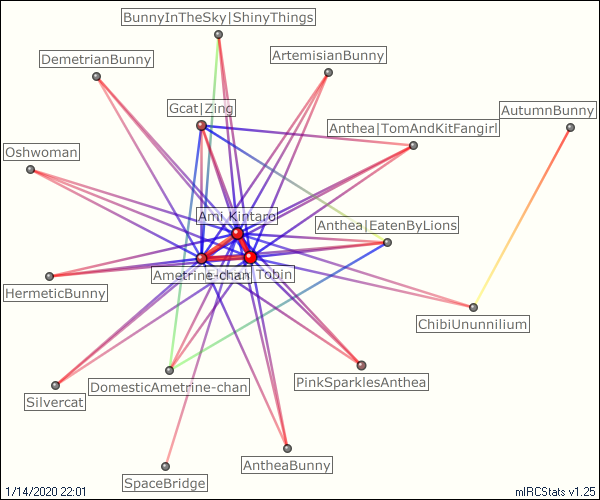 BunnyInTheSky|ShinyThings
DemetrianBunny
ArtemisianBunny
Gcat|Zing
AutumnBunny
Anthea|TomAndKitFangirl
Oshwoman
Ami_Kintaro
Anthea|EatenByLions
Ametrine-chan
Tobin
HermeticBunny
ChibiUnunnilium
DomesticAmetrine-chan
PinkSparklesAnthea
Silvercat
AntheaBunny
SpaceBridge
1/14/2020 22:01
mIRCStats v1.25